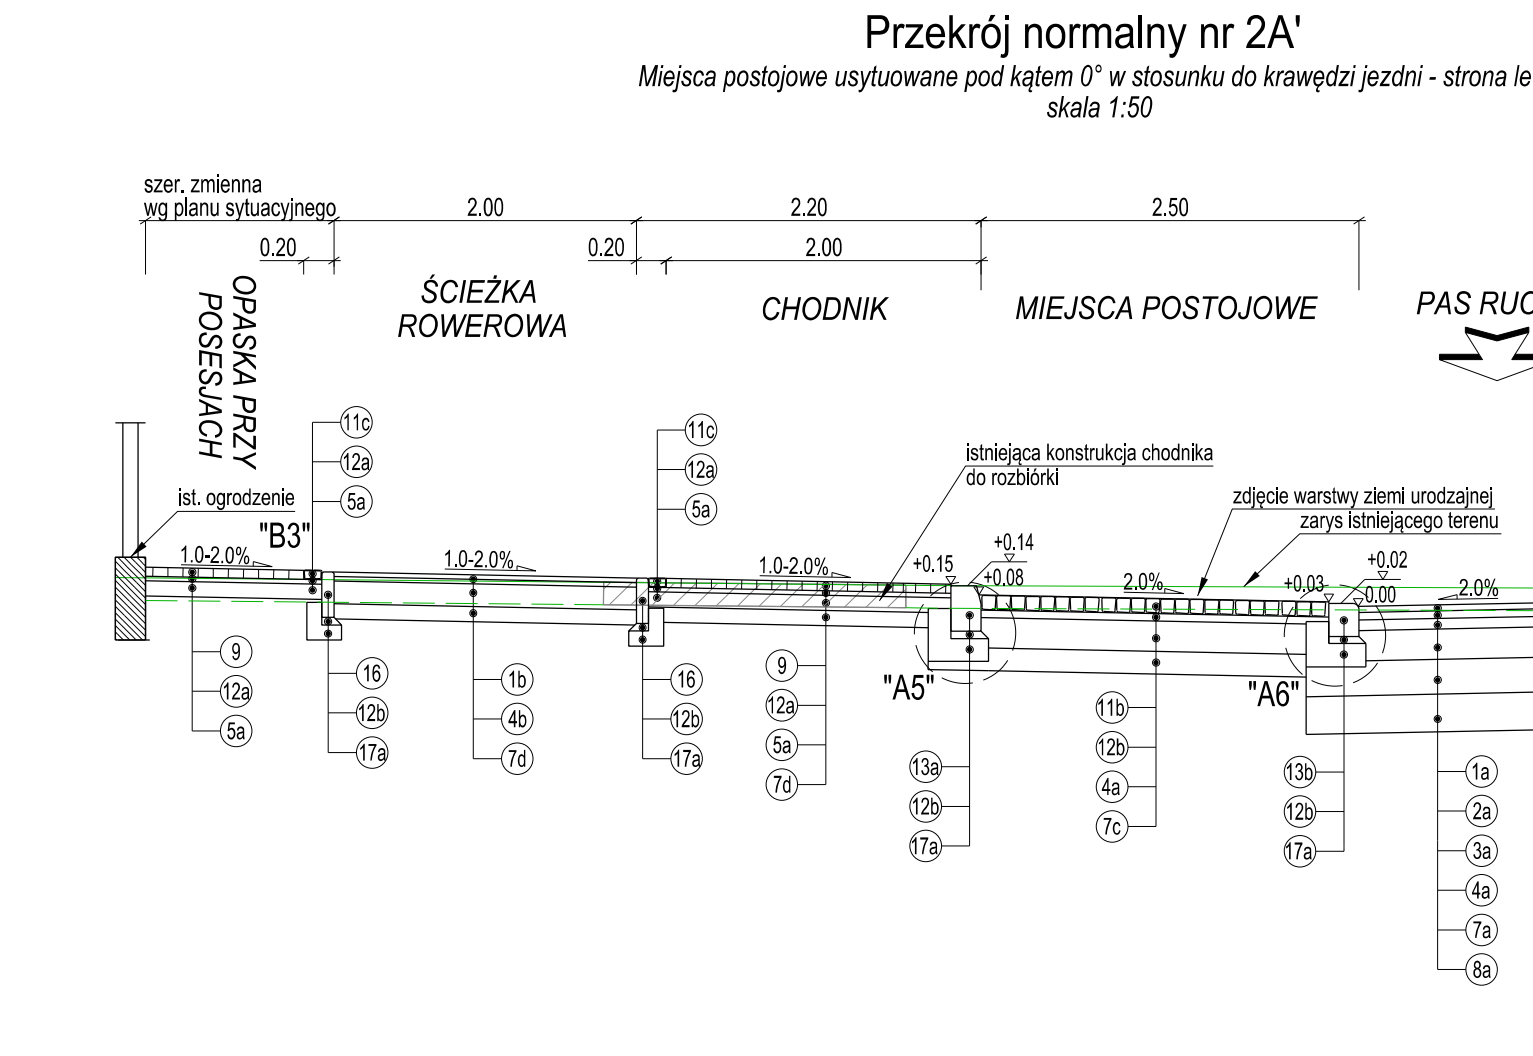 Przekrój normalny nr 2A'
Miejsca postojowe usytuowane pod kątem 0° w stosunku do krawędzi jezdni - strona le
skala 1:50
szer. zmienna
wg planu sytuacyjnego
2.00
2.20
2.50
0.20
0.20
2.00
OPASKA PRZY
POSESJACH
ŚCIEŻKA
ROWEROWA
CHODNIK
MIEJSCA POSTOJOWE
PAS RUC
11c
12a
5a
11c
12a
5a
istniejąca konstrukcja chodnika
do rozbiórki
ist. ogrodzenie
zdjęcie warstwy ziemi urodzajnej
zarys istniejącego terenu
"B3"
1.0-2.0%
1.0-2.0%
1.0-2.0%
+0.15
+0.14
+0.08
2.0%
+0.03
+0.02
0.00
2.0%
"A5"
"A6"
9
12a
5a
16
12b
17a
1b
4b
7d
16
12b
17a
9
12a
5a
7d
13a
12b
17a
11b
12b
4a
7c
13b
12b
17a
1a
2a
3a
4a
7a
8a